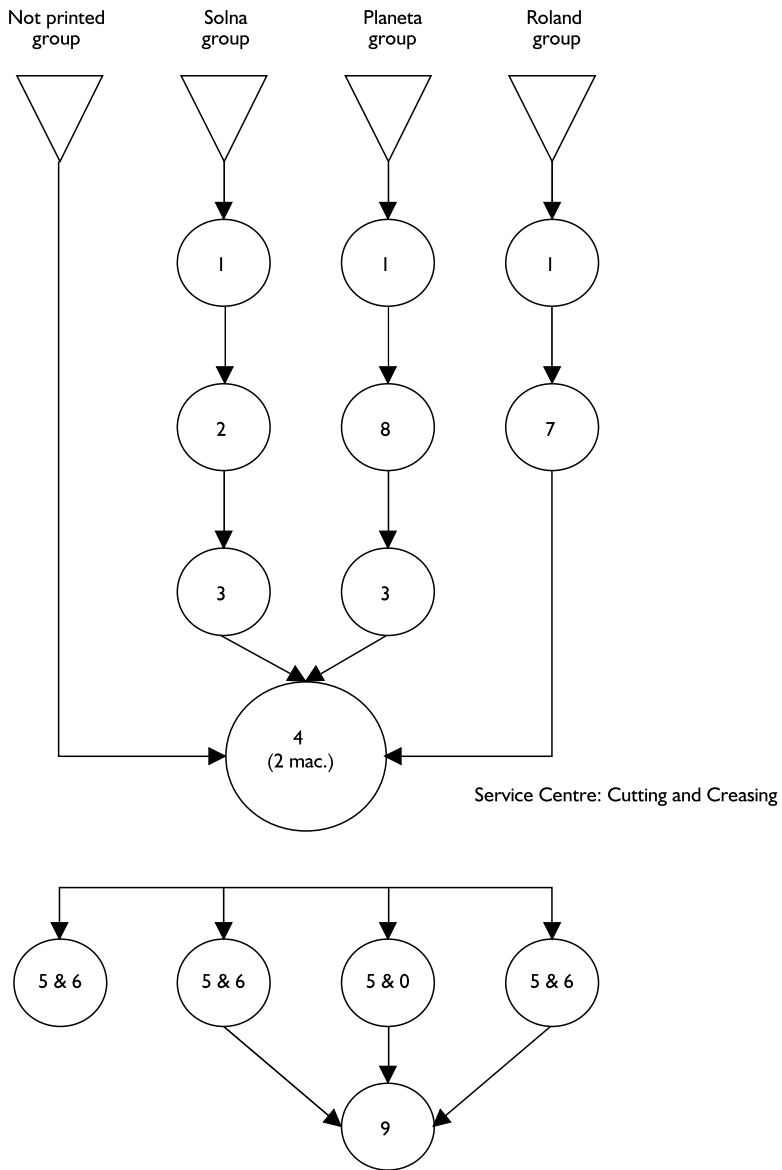 Not printed
group
Solna
group
Planeta
group
Roland
group
1
1
1
2
8
7
3
3
4
(2 mac.)
Service Centre: Cutting and Creasing
5 & 6
5 & 6
5 & 0
5 & 6
9